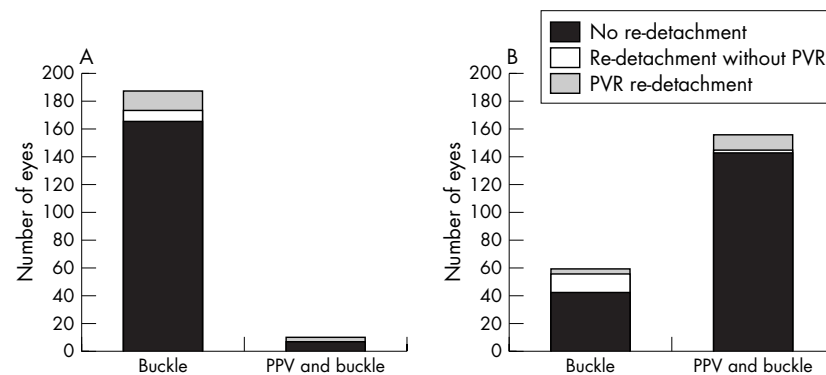 No re-detachment
Re-detachment without PVR
PVR re-detachment
A
200
180
160
140
120
100
80
60
40
20
0
Number of eyes
Buckle
PPV and buckle
B
200
180
160
140
120
100
80
60
40
20
0
Number of eyes
Buckle
PPV and buckle